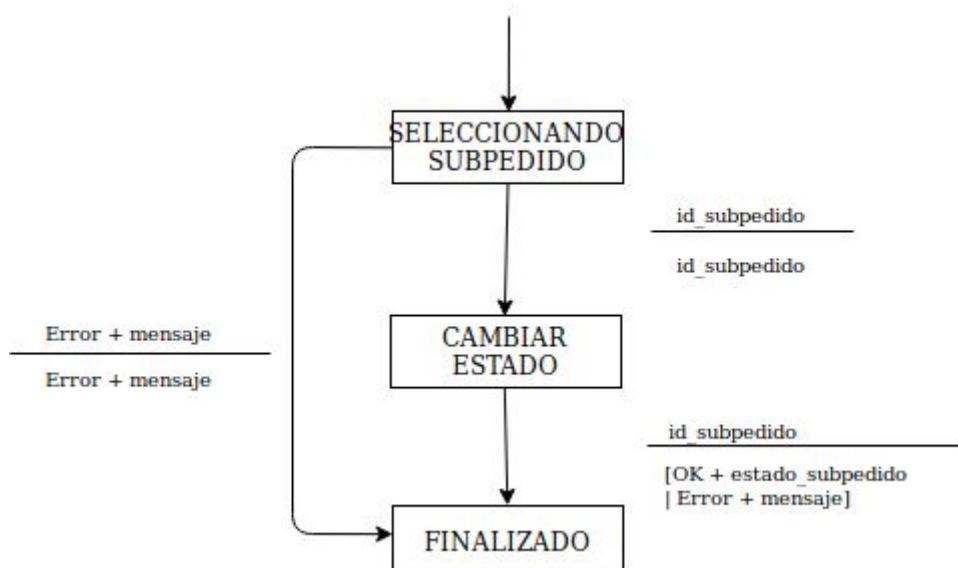 SELECCIONANDO
SUBPEDIDO
id_subpedido
id_subpedido
Error + mensaje
Error + mensaje
CAMBIAR
ESTADO
id_subpedido
[OK + estado_subpedido
| Error + mensaje]
FINALIZADO